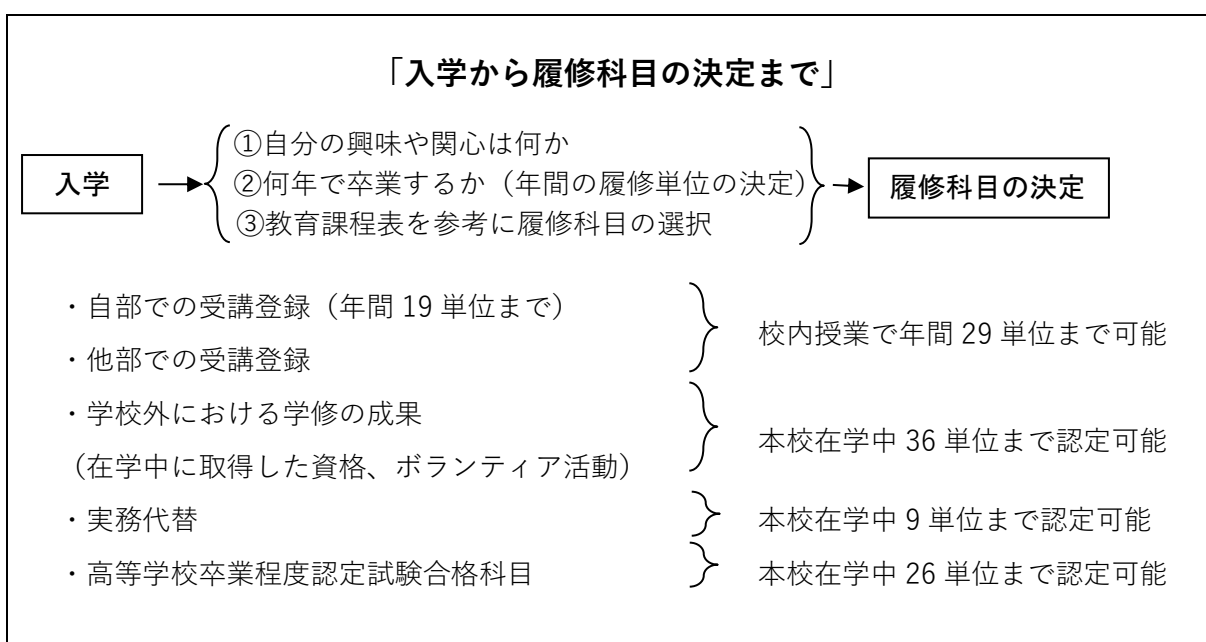 「入学から履修科目の決定まで」
入学
①自分の興味や関心は何か
②何年で卒業するか（年間の履修単位の決定）
③教育課程表を参考に履修科目の選択
履修科目の決定
・自部での受講登録（年間 19 単位まで）
・他部での受講登録
校内授業で年間 29 単位まで可能
・学校外における学修の成果
（在学中に取得した資格、ボランティア活動）
本校在学中 36 単位まで認定可能
・実務代替
本校在学中 9 単位まで認定可能
・高等学校卒業程度認定試験合格科目
本校在学中 26 単位まで認定可能